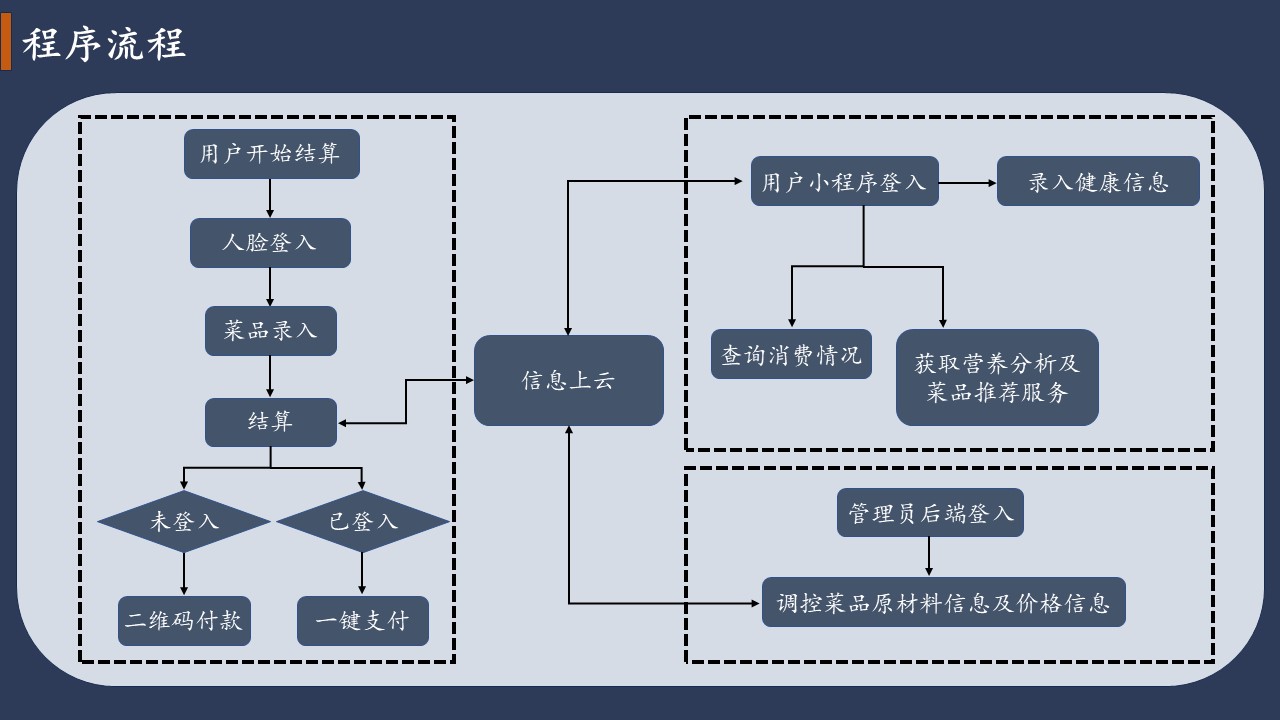 程序流程
用户开始结算
人脸登入
菜品录入
结算
未登入
已登入
二维码付款
一键支付
信息上云
用户小程序登入
录入健康信息
查询消费情况
获取营养分析及
菜品推荐服务
管理员后端登入
调控菜品原材料信息及价格信息